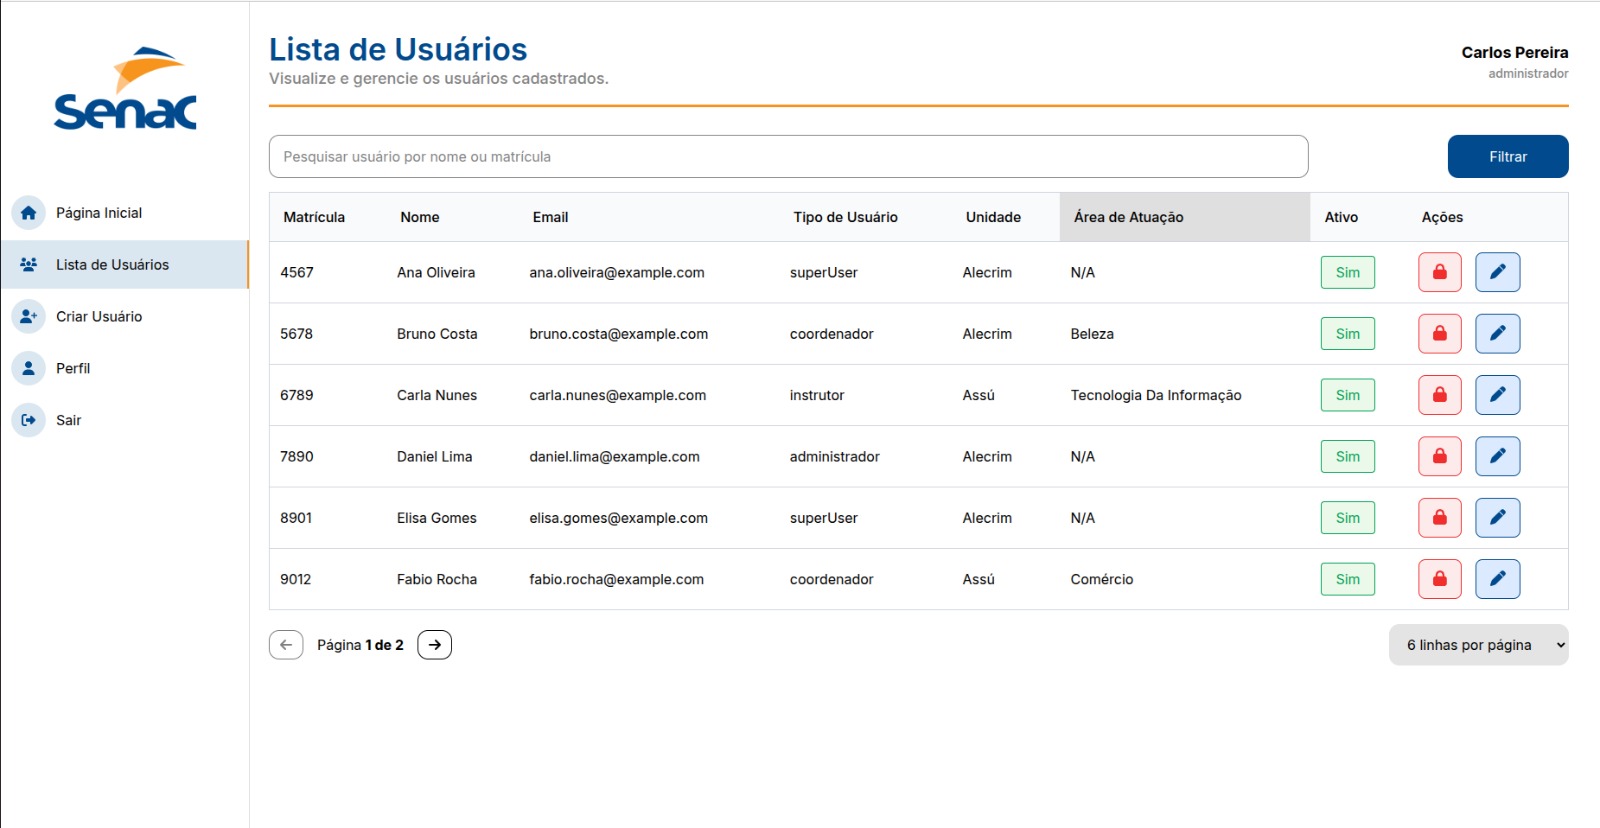 Senac
Página Inicial
Lista de Usuários
Criar Usuário
Perfil
Sair
Lista de Usuários
Visualize e gerencie os usuários cadastrados.
Carlos Pereira
administrador
Pesquisar usuário por nome ou matrícula
Filtrar
Matrícula Nome Email Tipo de Usuário Unidade Área de Atuação Ativo Ações
4567 Ana Oliveira ana.oliveira@example.com superUser Alecrim N/A Sim
5678 Bruno Costa bruno.costa@example.com coordenador Alecrim Beleza Sim
6789 Carla Nunes carla.nunes@example.com instrutor Assú Tecnologia Da Informação Sim
7890 Daniel Lima daniel.lima@example.com administrador Alecrim N/A Sim
8901 Elisa Gomes elisa.gomes@example.com superUser Alecrim N/A Sim
9012 Fabio Rocha fabio.rocha@example.com coordenador Assú Comércio Sim
Página 1 de 2
6 linhas por página